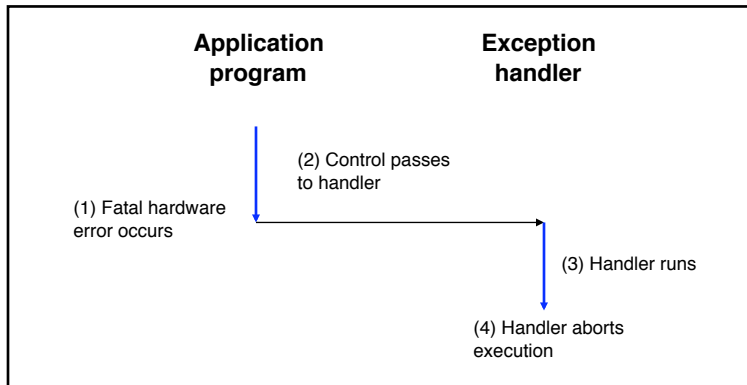 Application
program
Exception
handler
(2) Control passes
to handler
(1) Fatal hardware
error occurs
(3) Handler runs
(4) Handler aborts
execution